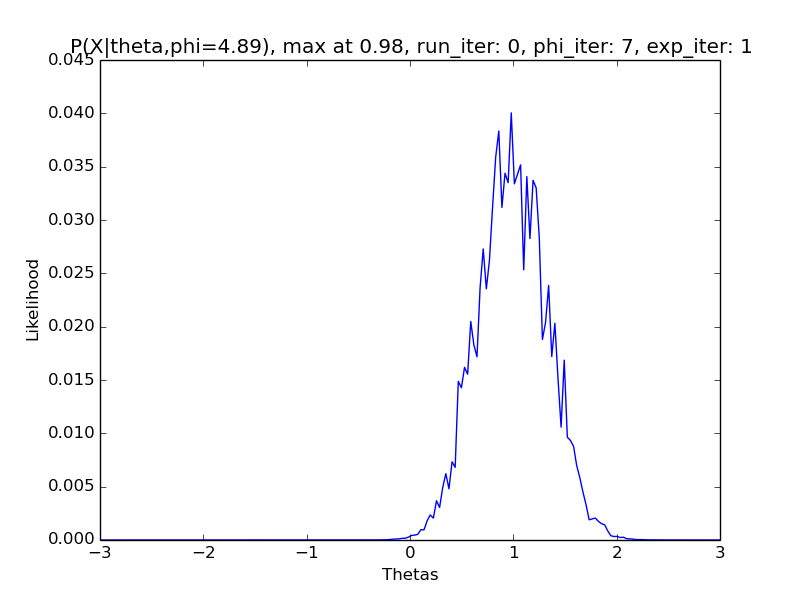 P(X|theta,phi=4.89), max at 0.98, run_iter: 0, phi_iter: 7, exp_iter: 1
0.045
0.040
0.035
0.030
0.025
0.020
0.015
0.010
0.005
0.000
Likelihood
−3 −2 −1 0 1 2 3
Thetas